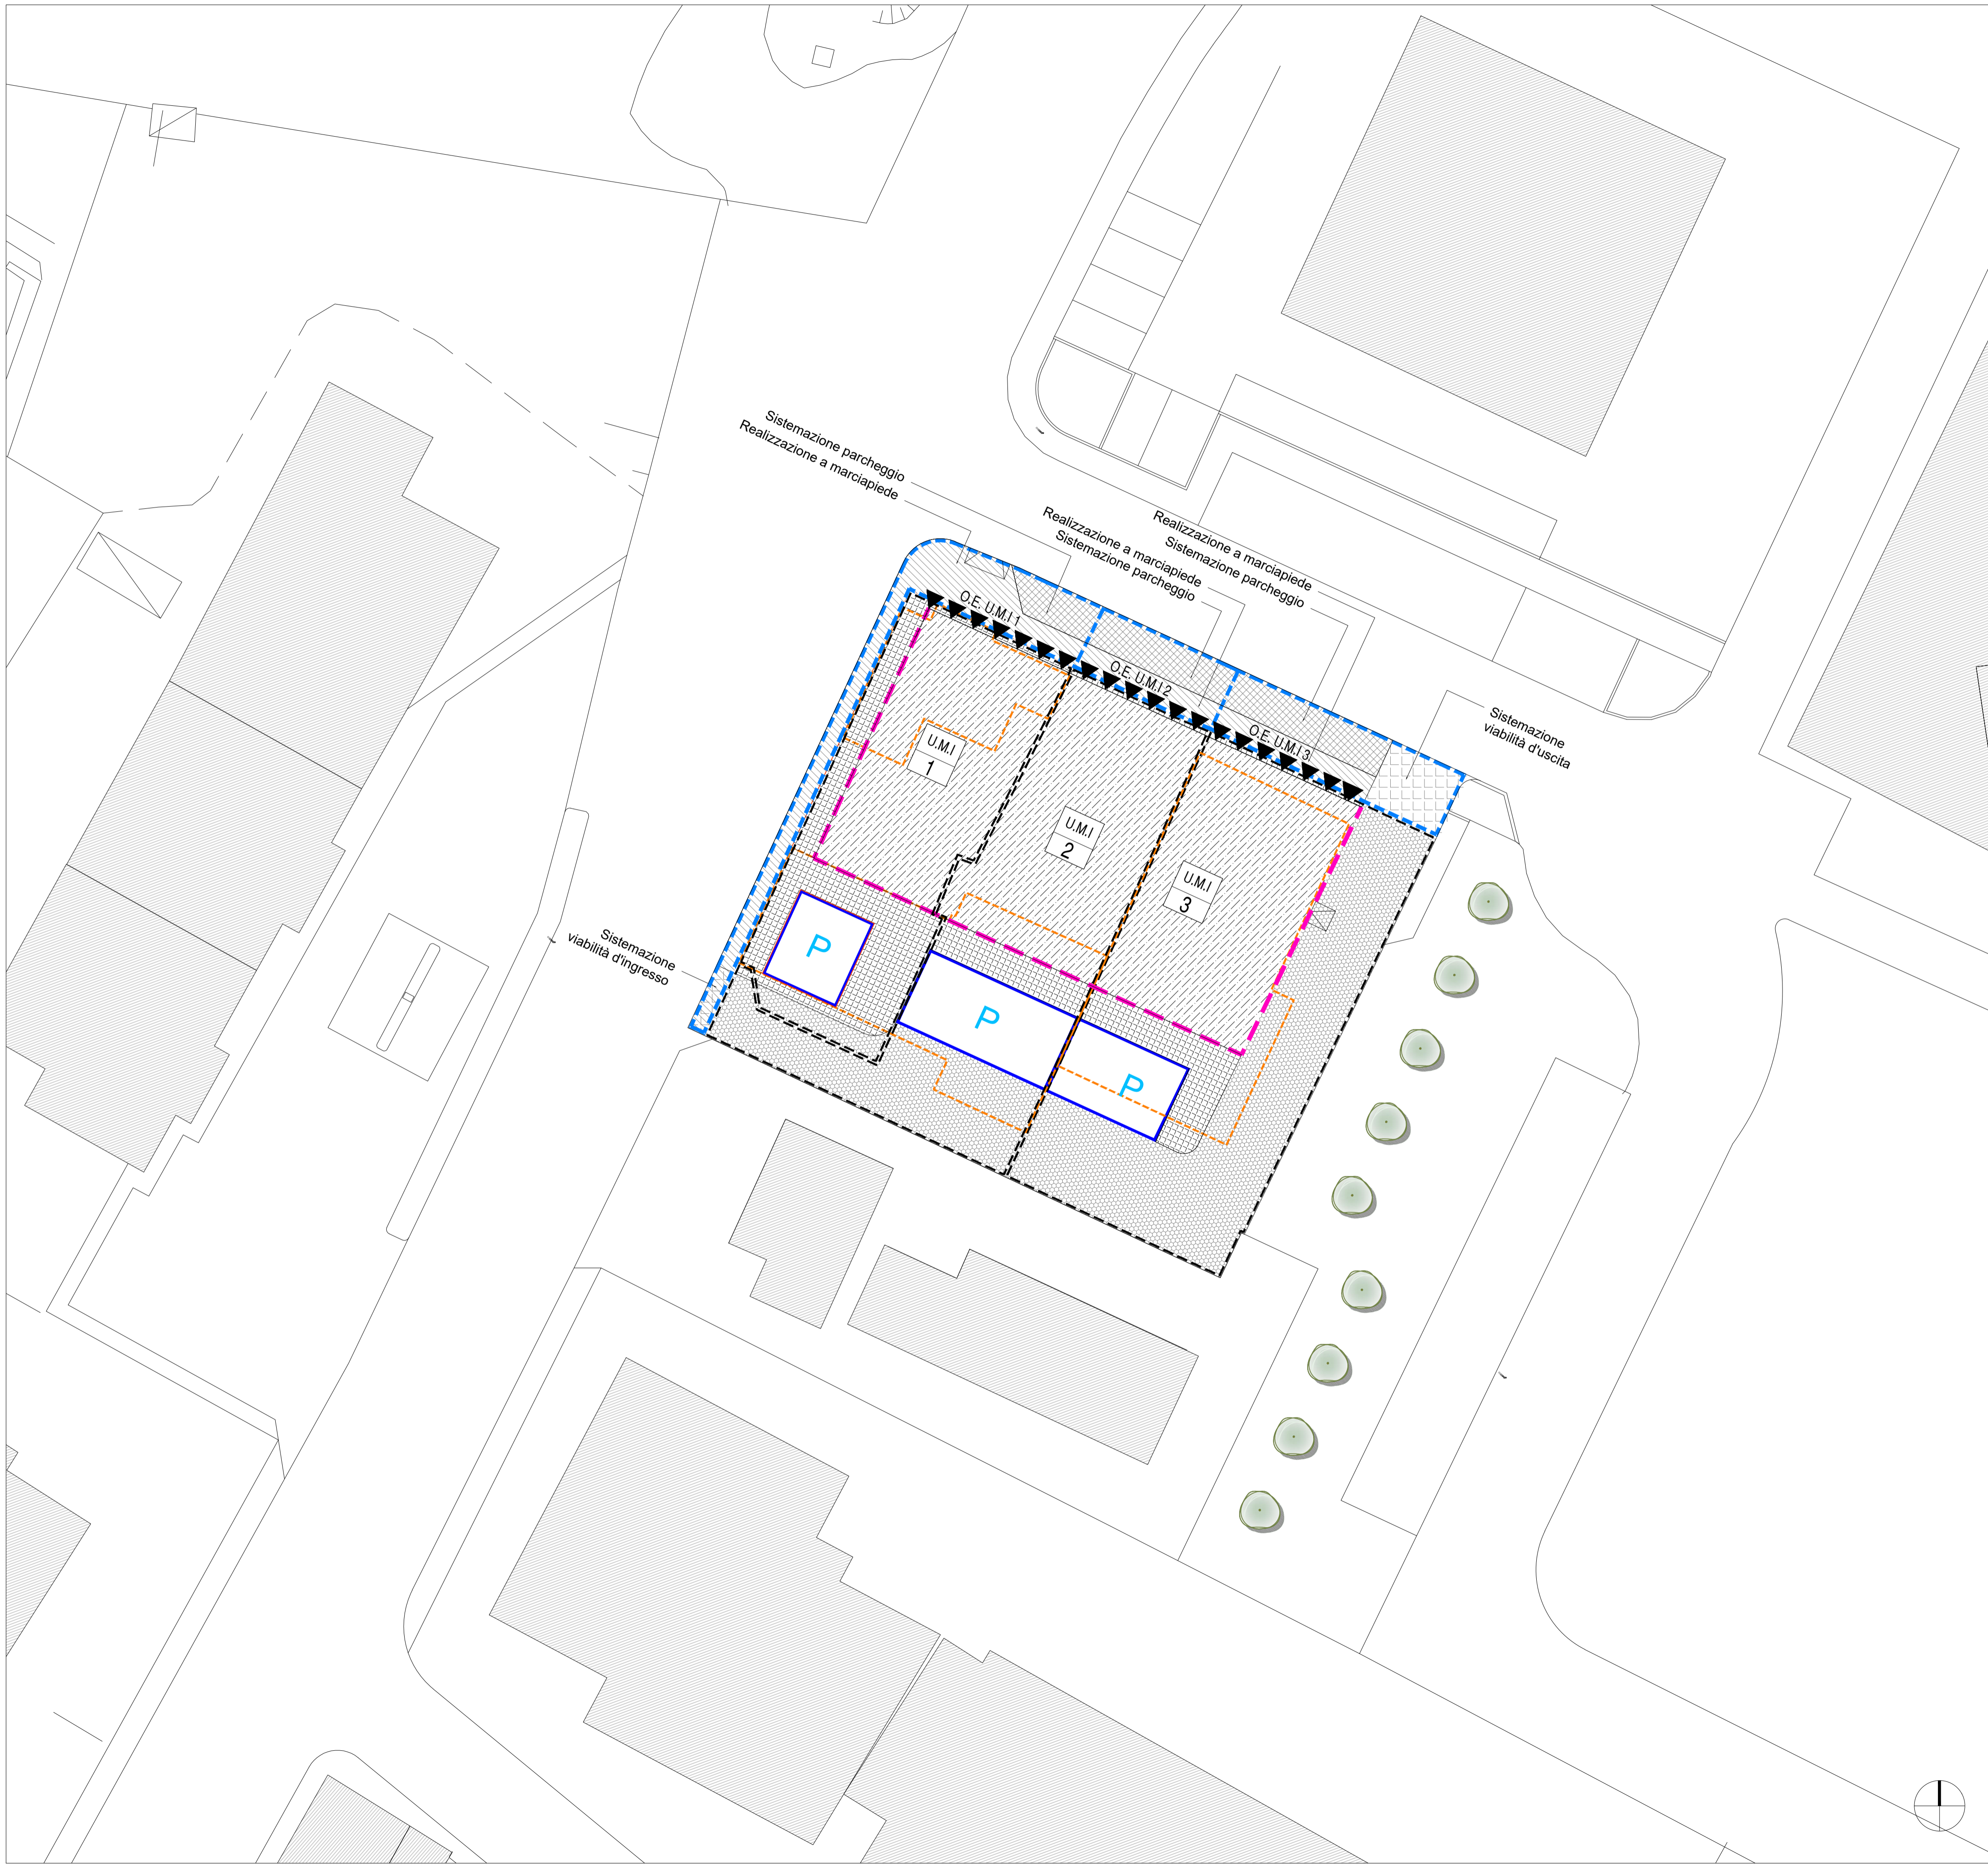 Sistemazione parcheggio
Realizzazione a marciapiede
Realizzazione a marciapiede
Sistemazione parcheggio
Realizzazione a marciapiede
Sistemazione parcheggio
O.E. U.M.I 1
O.E. U.M.I 2
O.E. U.M.I 3
Sistemazione
viabilità d'uscita
U.M.I
1
U.M.I
2
U.M.I
3
Sistemazione
viabilità d'ingresso
P
P
P